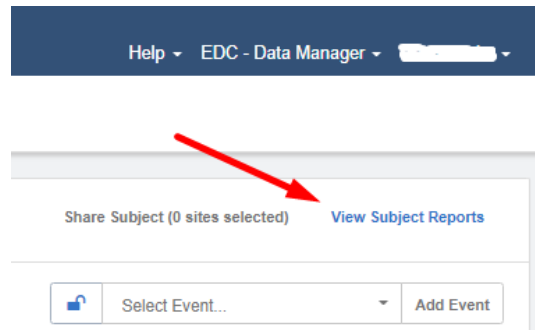 Help EDC - Data Manager
Share Subject (0 sites selected) View Subject Reports
Select Event... Add Event